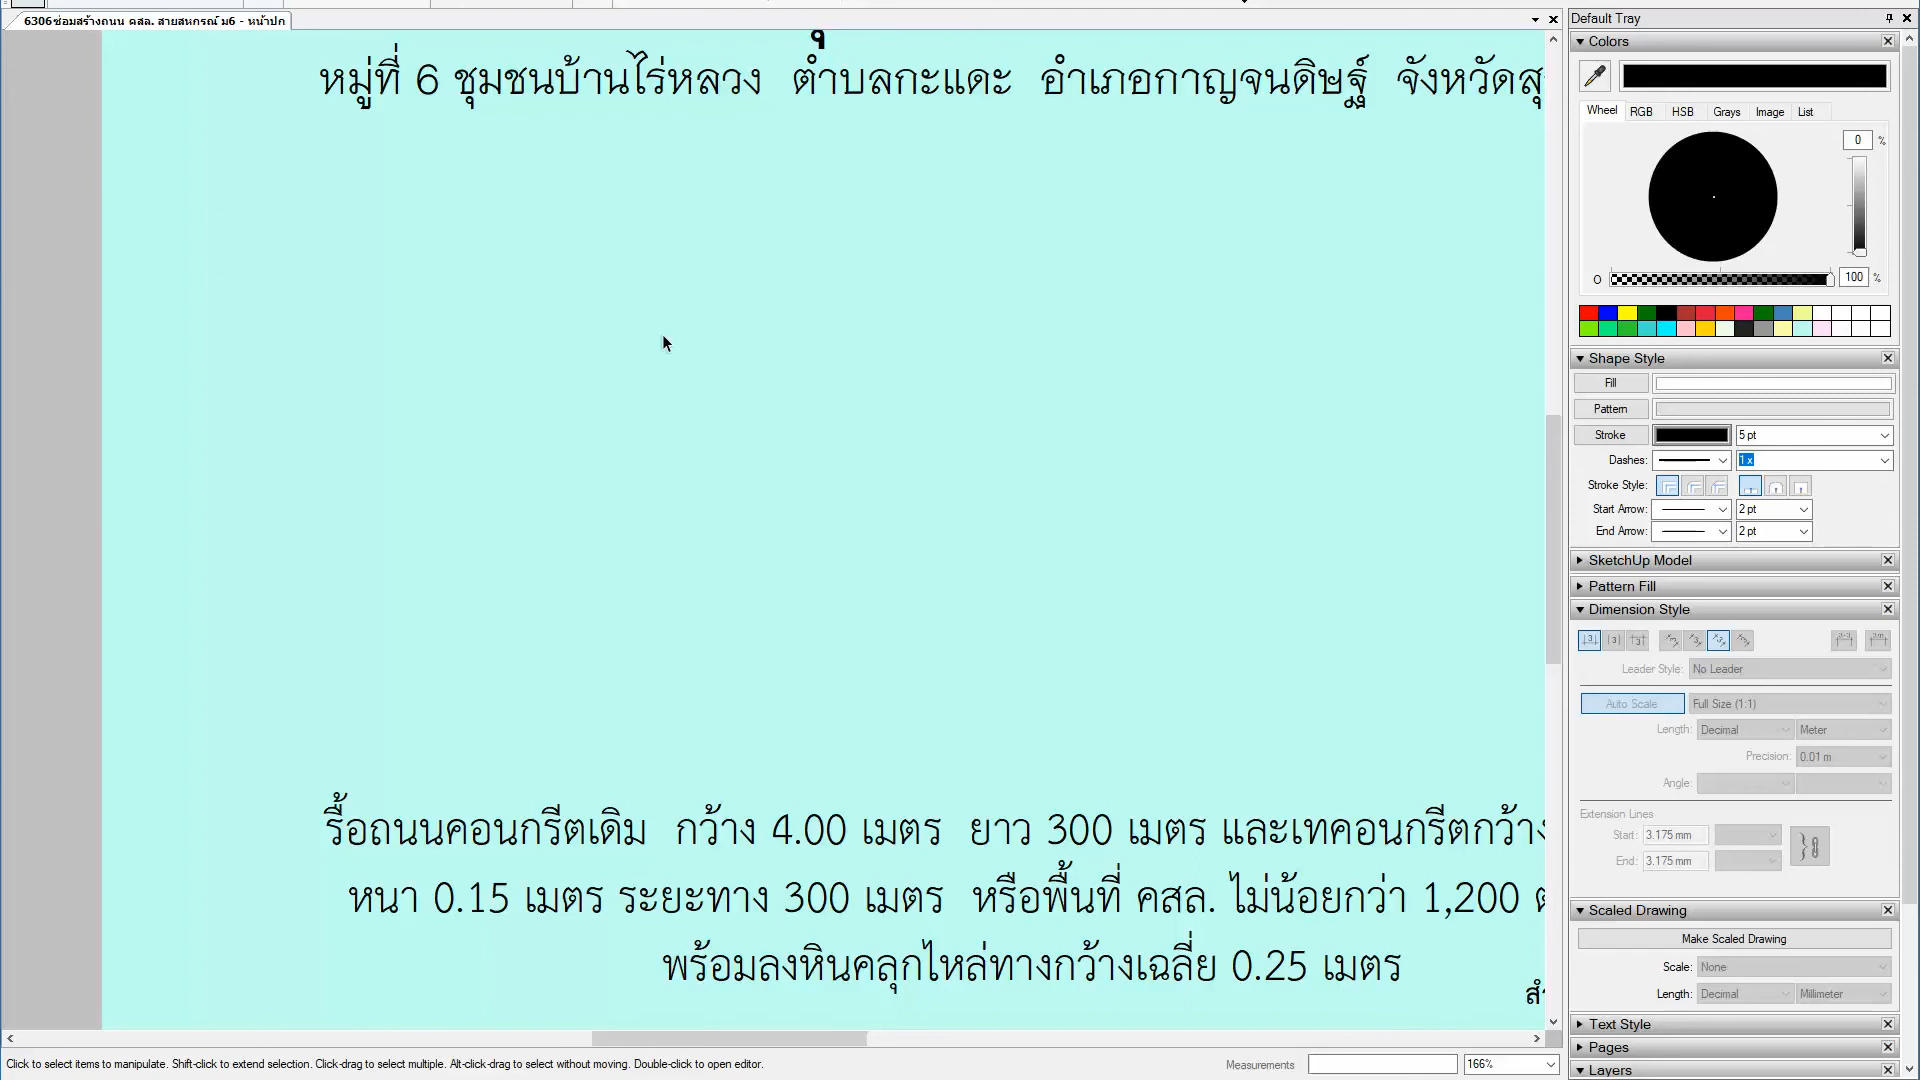 6306ซ่อมสร้างถนน คสล. สายสหกรณ์ ม6 - หน้าปก
หมู่ที่ 6 ชุมชนบ้านไร่หลวง ตำบลกะแดะ อำเภอกาญจนดิษฐ์ จังหวัดสุ
รื้อถนนคอนกรีตเดิม กว้าง 4.00 เมตร ยาว 300 เมตร และเทคอนกรีตกว้าง
หนา 0.15 เมตร ระยะทาง 300 เมตร หรือพื้นที่ คสล. ไม่น้อยกว่า 1,200 ต
พร้อมลงหินคลุกไหล่ทางกว้างเฉลี่ย 0.25 เมตร
Click to select items to manipulate. Shift-click to extend selection. Click-drag to select multiple. Alt-click-drag to select without moving. Double-click to open editor.
Measurements
166%
Default Tray
Colors
Wheel RGB HSB Grays Image List
0 %
O 100 %
Shape Style
Fill
Pattern
Stroke 5 pt
Dashes: 1 x
Stroke Style:
Start Arrow: 2 pt
End Arrow: 2 pt
SketchUp Model
Pattern Fill
Dimension Style
Leader Style: No Leader
Auto Scale Full Size (1:1)
Length: Decimal Meter
Precision: 0.01 m
Angle:
Extension Lines
Start: 3.175 mm
End: 3.175 mm
Scaled Drawing
Make Scaled Drawing
Scale: None
Length: Decimal Millimeter
Text Style
Pages
Layers